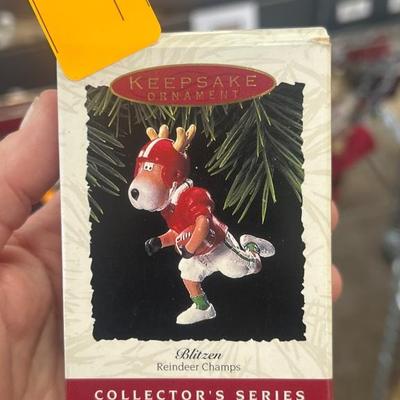 KEEPSAKE
ORNAMENT
Blitzen
Reindeer Champs
COLLECTOR'S SERIES